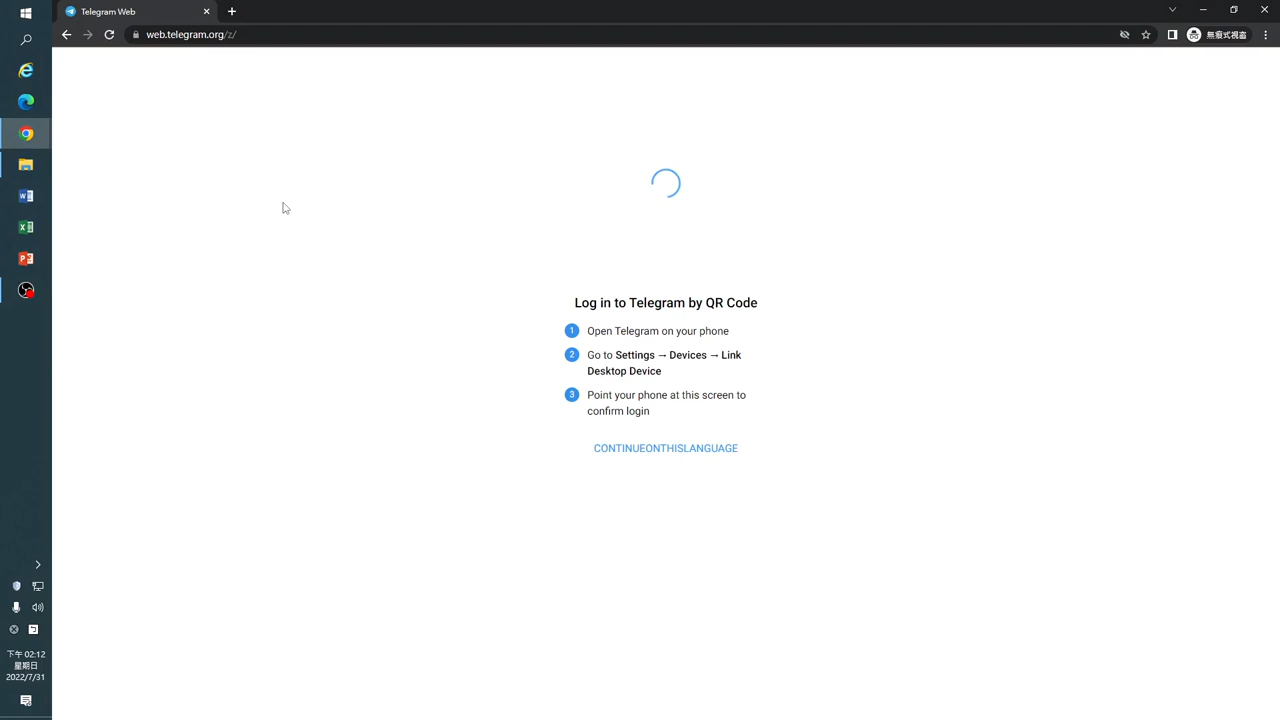 Telegram Web
web.telegram.org/z/
無痕式視窗
Log in to Telegram by QR Code
1 Open Telegram on your phone
2 Go to Settings → Devices → Link
Desktop Device
3 Point your phone at this screen to
confirm login
CONTINUEONTHISLANGUAGE
下午 02:12
星期日
2022/7/31